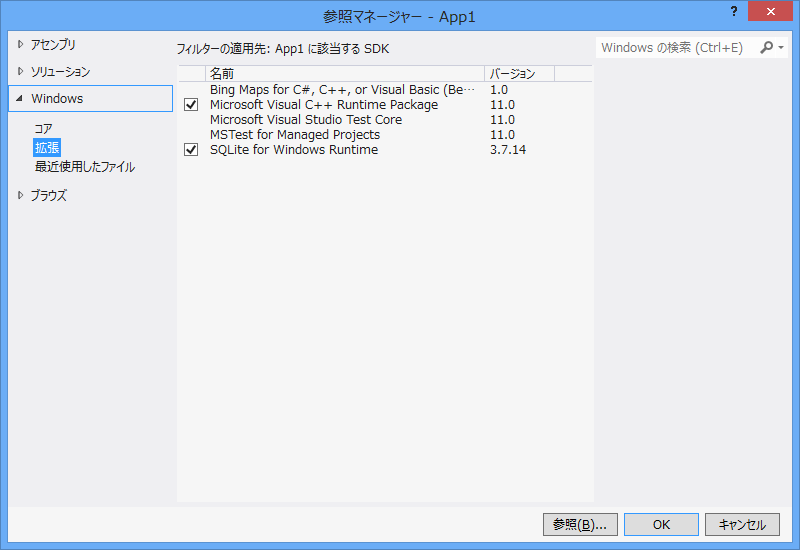 参照マネージャー - App1
?
アセンブリ
ソリューション
Windows
コア
拡張
最近使用したファイル
ブラウズ
フィルターの適用先: App1 に該当する SDK
Windows の検索 (Ctrl+E)
名前 バージョン
Bing Maps for C#, C++, or Visual Basic (Be⋯ 1.0
Microsoft Visual C++ Runtime Package 11.0
Microsoft Visual Studio Test Core 11.0
MSTest for Managed Projects 11.0
SQLite for Windows Runtime 3.7.14
参照(B)... OK キャンセル